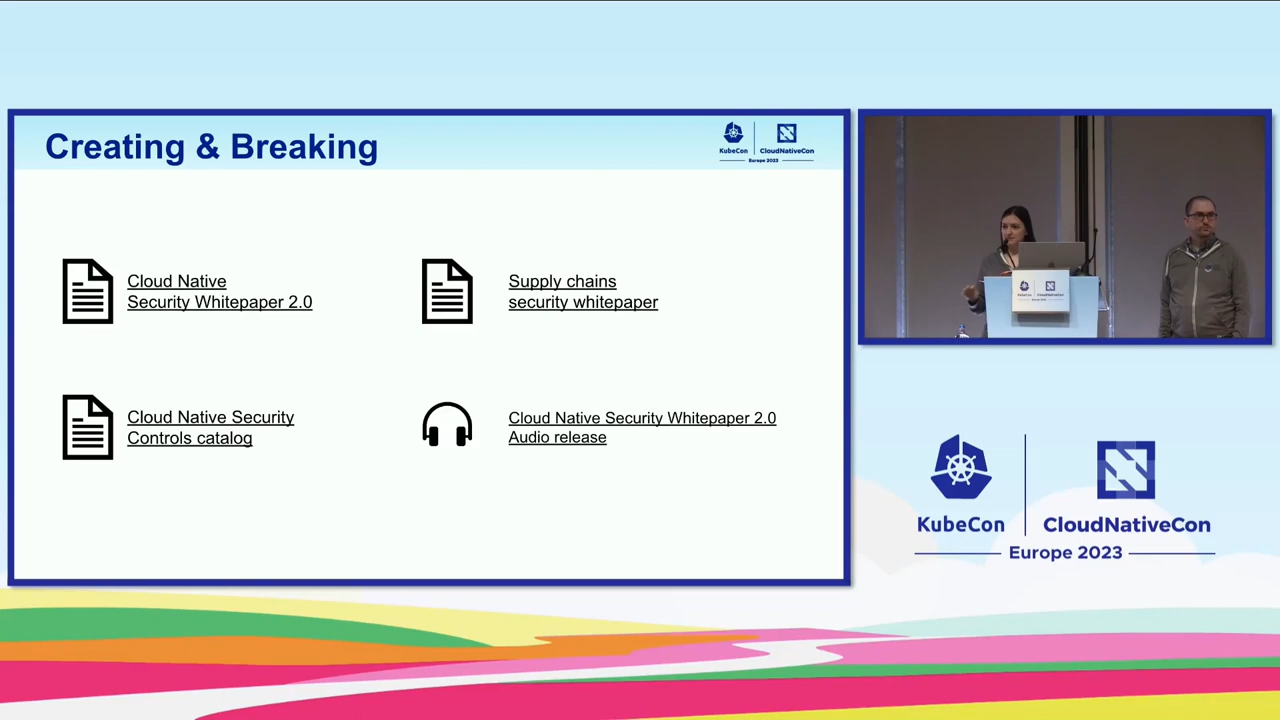 Creating & Breaking
KubeCon
CloudNativeCon
Europe 2023
Cloud Native
Security Whitepaper 2.0
Supply chains
security whitepaper
Cloud Native Security
Controls catalog
Cloud Native Security Whitepaper 2.0
Audio release
KubeCon
CloudNativeCon
Europe 2023